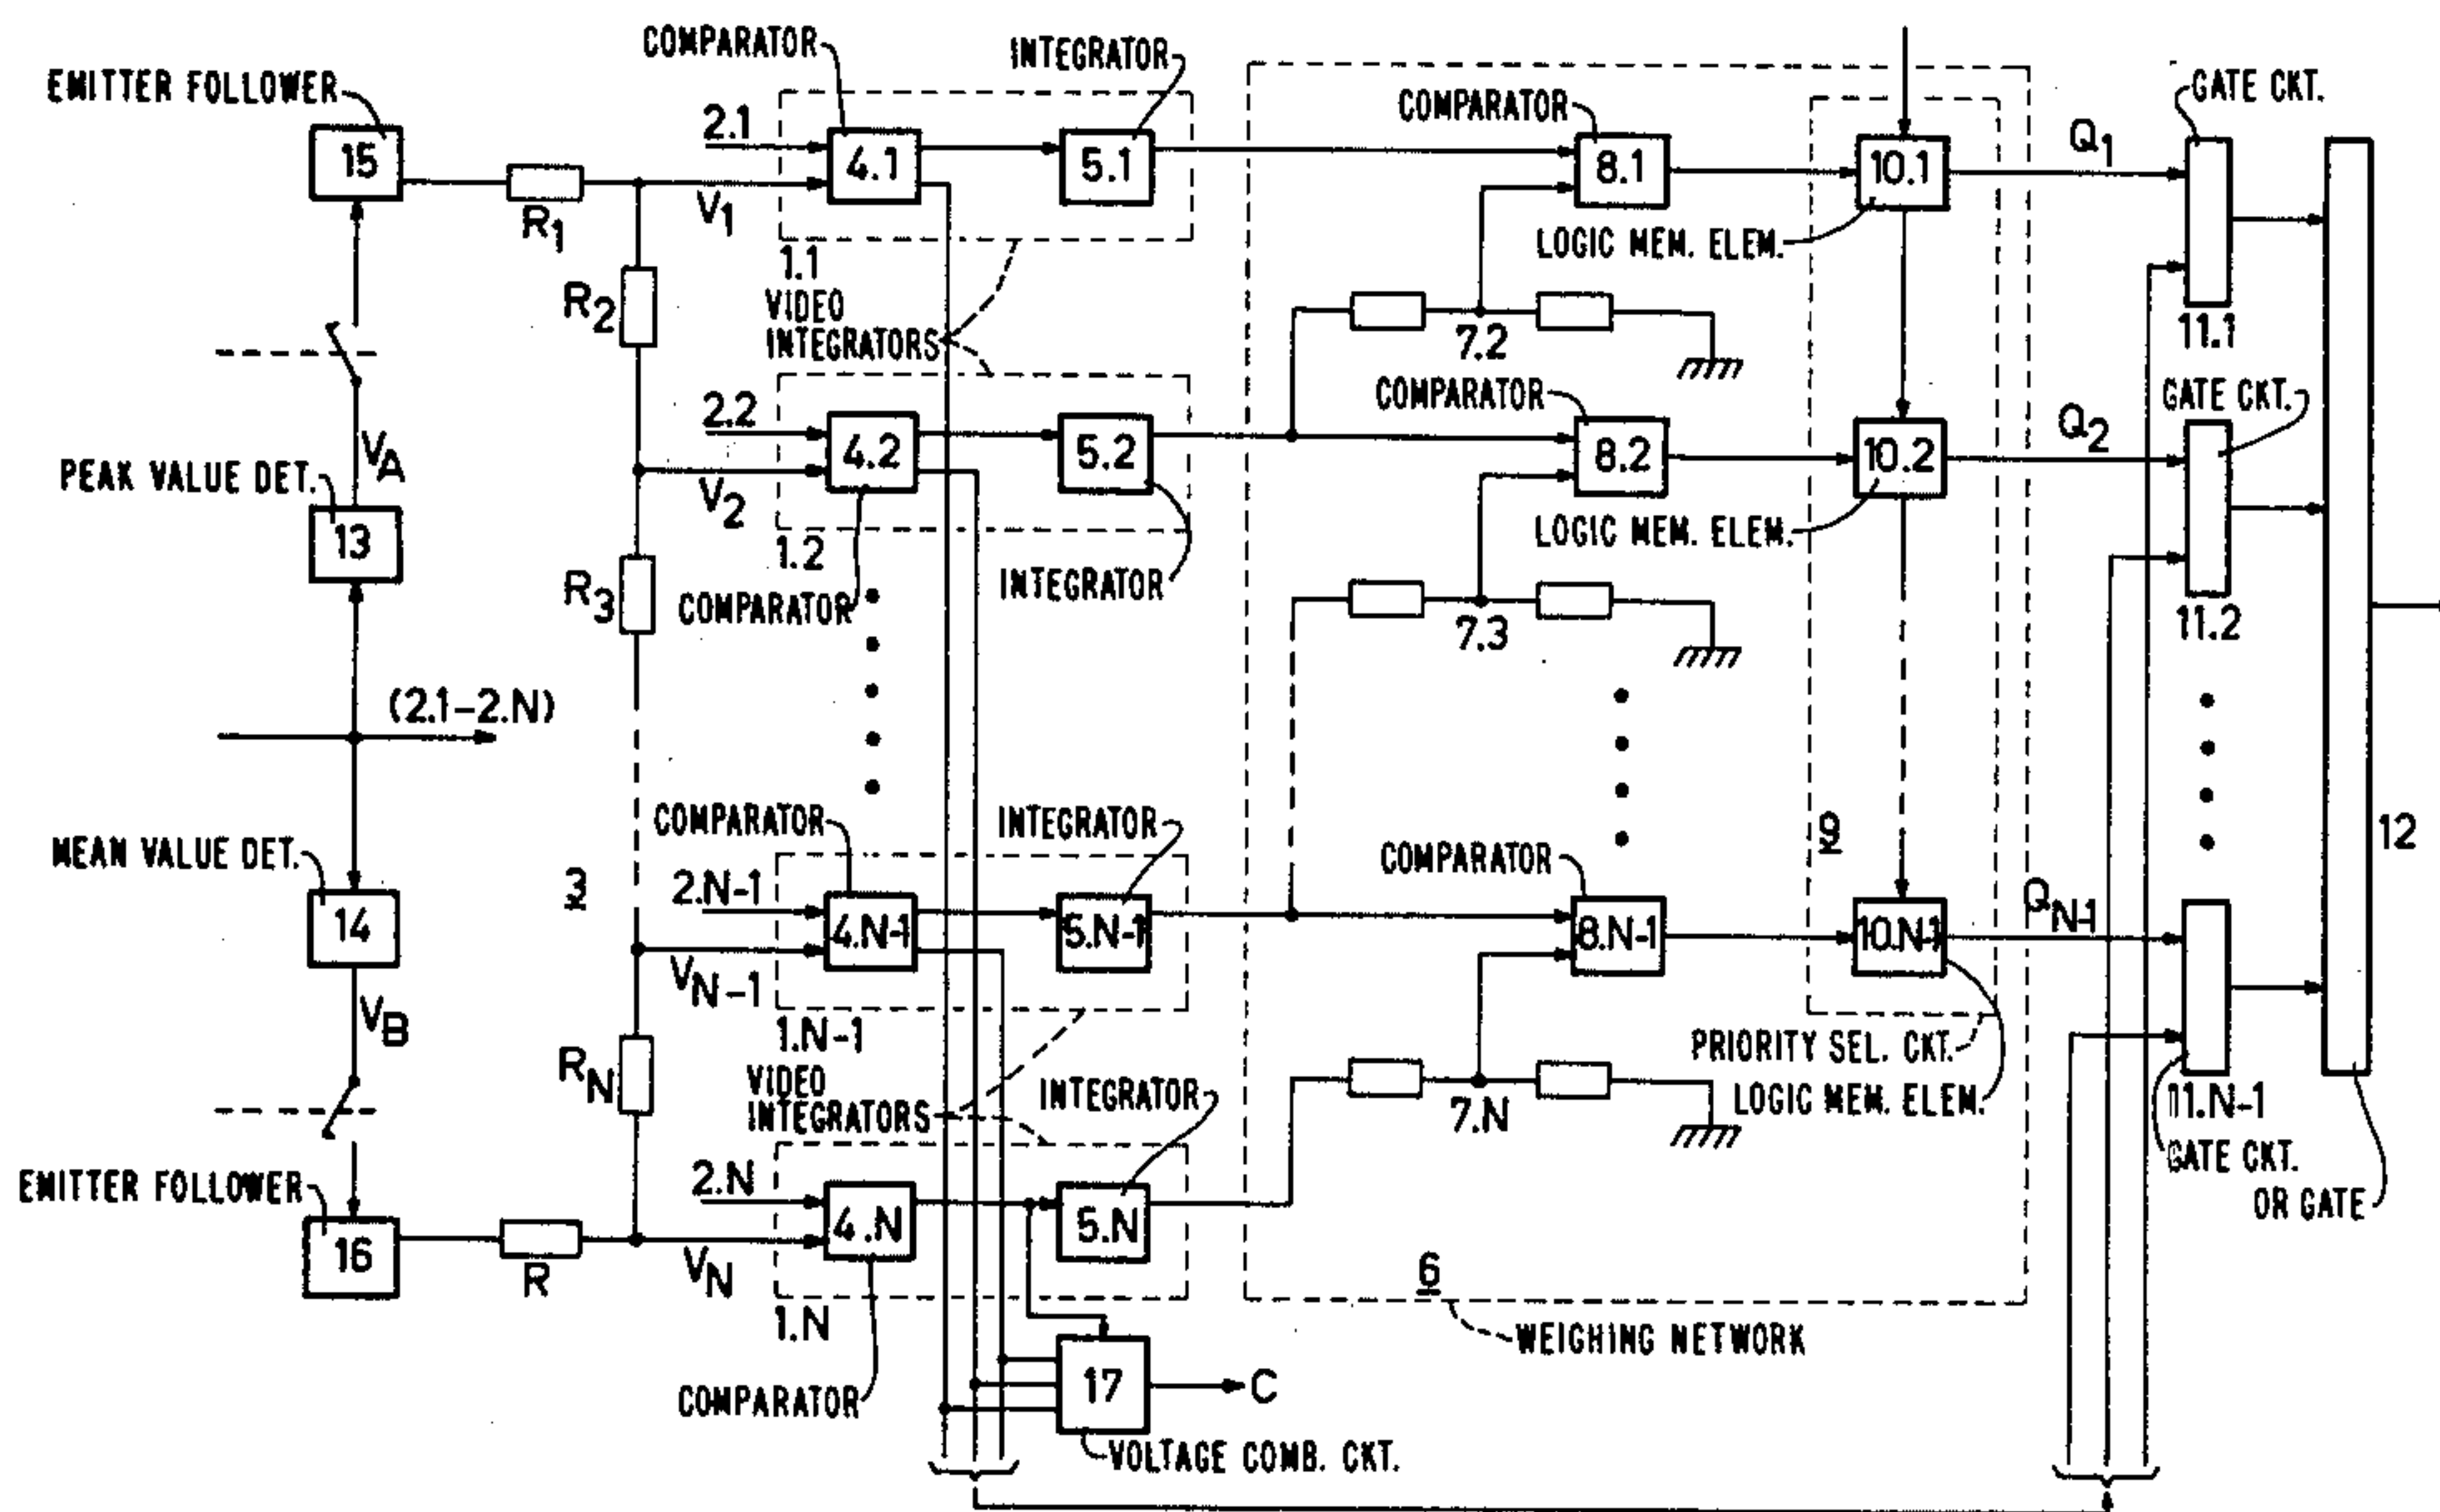 COMPARATOR
INTEGRATOR
EMITTER FOLLOWER
15
R1
2.1
V1
4.1
5.1
1.1
VIDEO
INTEGRATORS
COMPARATOR
8.1
10.1
LOGIC MEM. ELEM.
Q1
GATE CKT.
11.1
R2
7.2
VA
PEAK VALUE DET.
13
2.2
V2
4.2
5.2
1.2
COMPARATOR
INTEGRATOR
COMPARATOR
8.2
10.2
LOGIC MEM. ELEM.
Q2
GATE CKT.
11.2
R3
7.3
(2.1-2.N)
MEAN VALUE DET.
14
VB
3
COMPARATOR
INTEGRATOR
2.N-1
VN-1
4.N-1
5.N-1
1.N-1
VIDEO
INTEGRATORS
COMPARATOR
8.N-1
9
10.N-1
QN-1
12
PRIORITY SEL. CKT.
LOGIC MEM. ELEM.
11.N-1
GATE CKT.
OR GATE
RN
INTEGRATOR
7.N
EMITTER FOLLOWER
16
R
2.N
VN
4.N
5.N
1.N
COMPARATOR
6
WEIGHING NETWORK
17
C
VOLTAGE COMB. CKT.